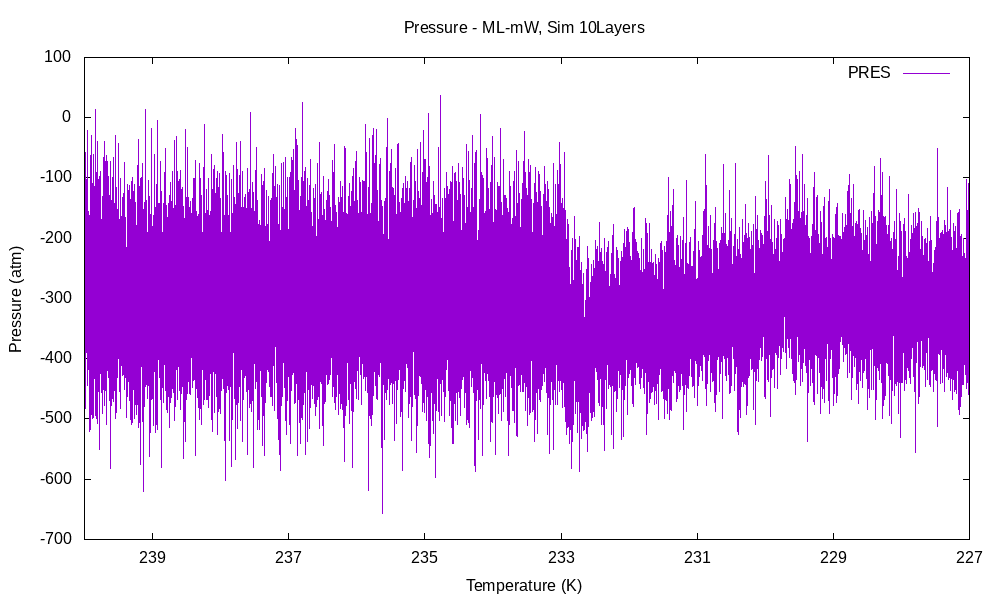 Pressure - ML-mW, Sim 10Layers
PRES
100
0
-100
-200
-300
-400
-500
-600
-700
Pressure (atm)
239 237 235 233 231 229 227
Temperature (K)